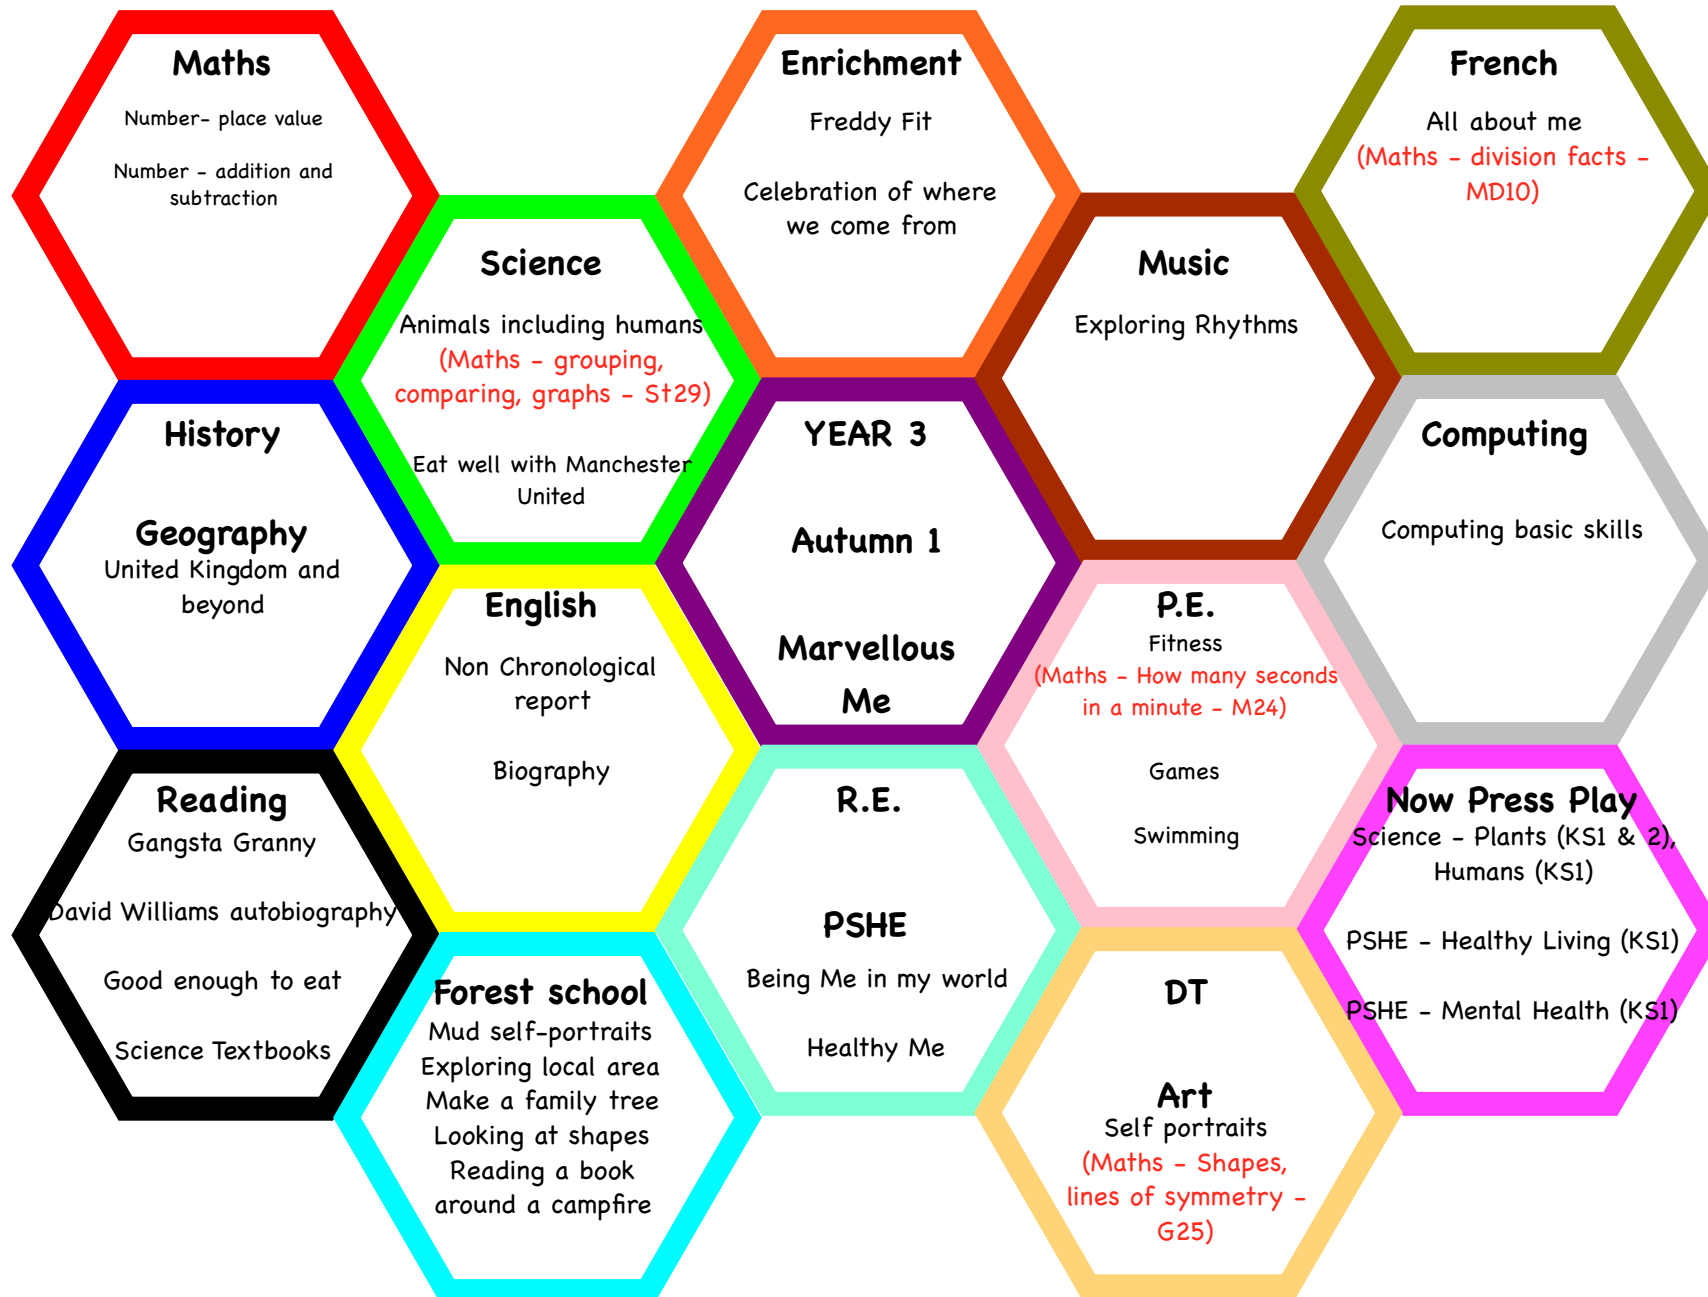 Maths
Number- place value
Number - addition and
subtraction
Enrichment
Freddy Fit
Celebration of where
we come from
French
All about me
(Maths - division facts -
MD10)
Science
Animals including humans
(Maths - grouping,
comparing, graphs - St29)
Eat well with Manchester
United
Music
Exploring Rhythms
History
Geography
United Kingdom and
beyond
YEAR 3
Autumn 1
Marvellous
Me
Computing
Computing basic skills
English
Non Chronological
report
Biography
P.E.
Fitness
(Maths - How many seconds
in a minute - M24)
Games
Swimming
Reading
Gangsta Granny
David Williams autobiography
Good enough to eat
Science Textbooks
R.E.
PSHE
Being Me in my world
Healthy Me
Now Press Play
Science - Plants (KS1 & 2),
Humans (KS1)
PSHE - Healthy Living (KS1)
PSHE - Mental Health (KS1)
Forest school
Mud self-portraits
Exploring local area
Make a family tree
Looking at shapes
Reading a book
around a campfire
DT
Art
Self portraits
(Maths - Shapes,
lines of symmetry -
G25)